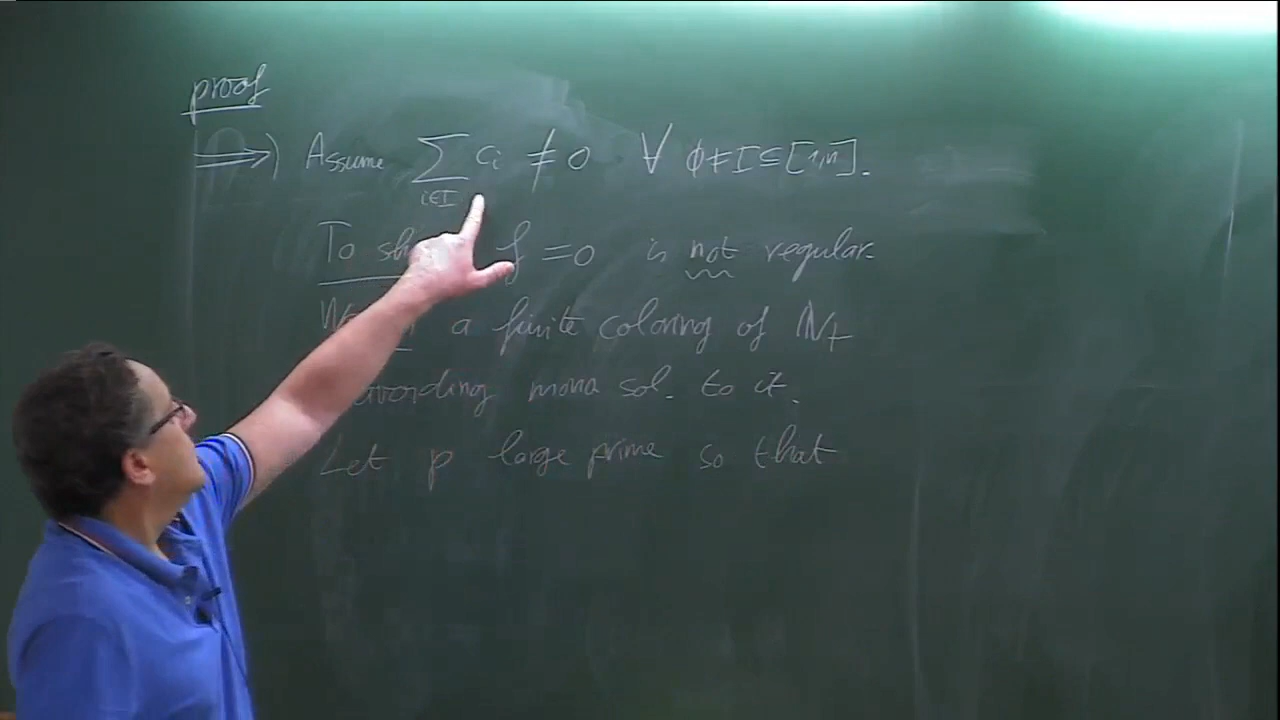 proof
⟹) Assume ∑_{i∈I} c_i ≠ 0 ∀ ∅≠I⊆[1,n].
To f = 0 is not regular.
a finite coloring of ℕ₊
mono sol. to it.
Let p large prime so that